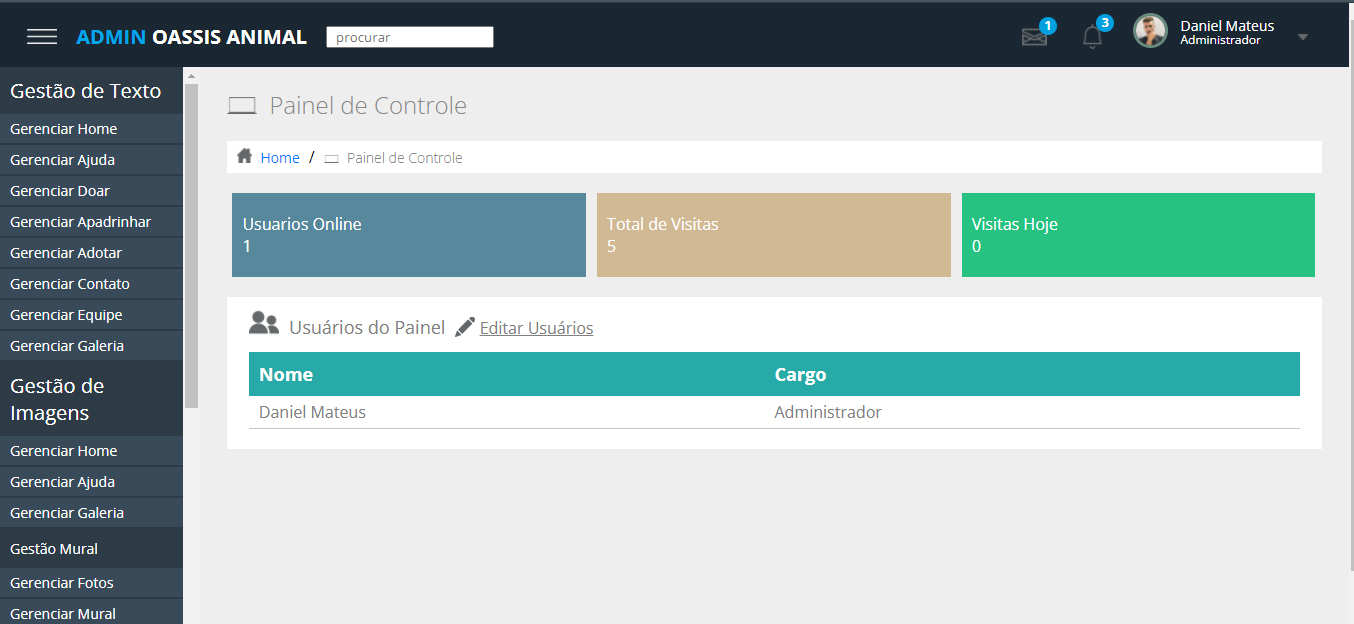 ADMIN OASSIS ANIMAL
procurar
1
3
Daniel Mateus
Administrador
Gestão de Texto
Gerenciar Home
Gerenciar Ajuda
Gerenciar Doar
Gerenciar Apadrinhar
Gerenciar Adotar
Gerenciar Contato
Gerenciar Equipe
Gerenciar Galeria
Gestão de
Imagens
Gerenciar Home
Gerenciar Ajuda
Gerenciar Galeria
Gestão Mural
Gerenciar Fotos
Gerenciar Mural
Painel de Controle
Home / Painel de Controle
Usuarios Online
1
Total de Visitas
5
Visitas Hoje
0
Usuários do Painel Editar Usuários
Nome Cargo
Daniel Mateus Administrador